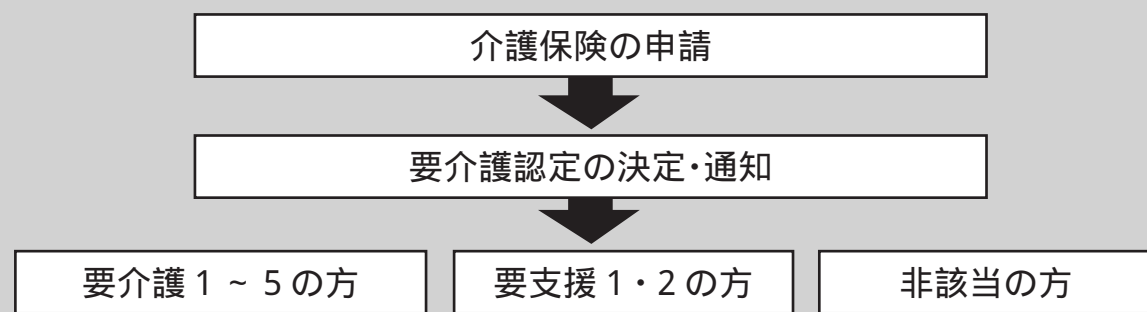 介護保険の申請
要介護認定の決定・通知
要介護1 ~ 5の方
要支援1・2の方
非該当の方